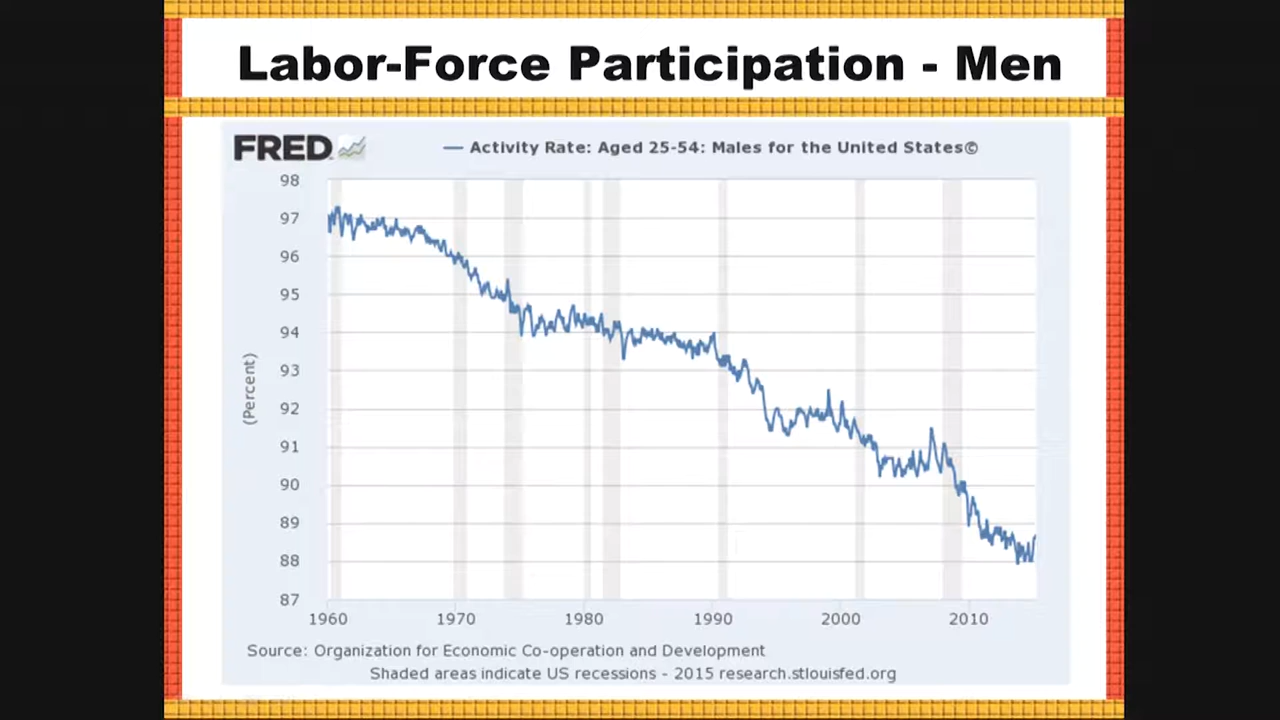 Labor-Force Participation - Men
FRED
Activity Rate: Aged 25-54: Males for the United States©
98
97
96
95
94
93
92
91
90
89
88
87
(Percent)
1960 1970 1980 1990 2000 2010
Source: Organization for Economic Co-operation and Development
Shaded areas indicate US recessions - 2015 research.stlouisfed.org